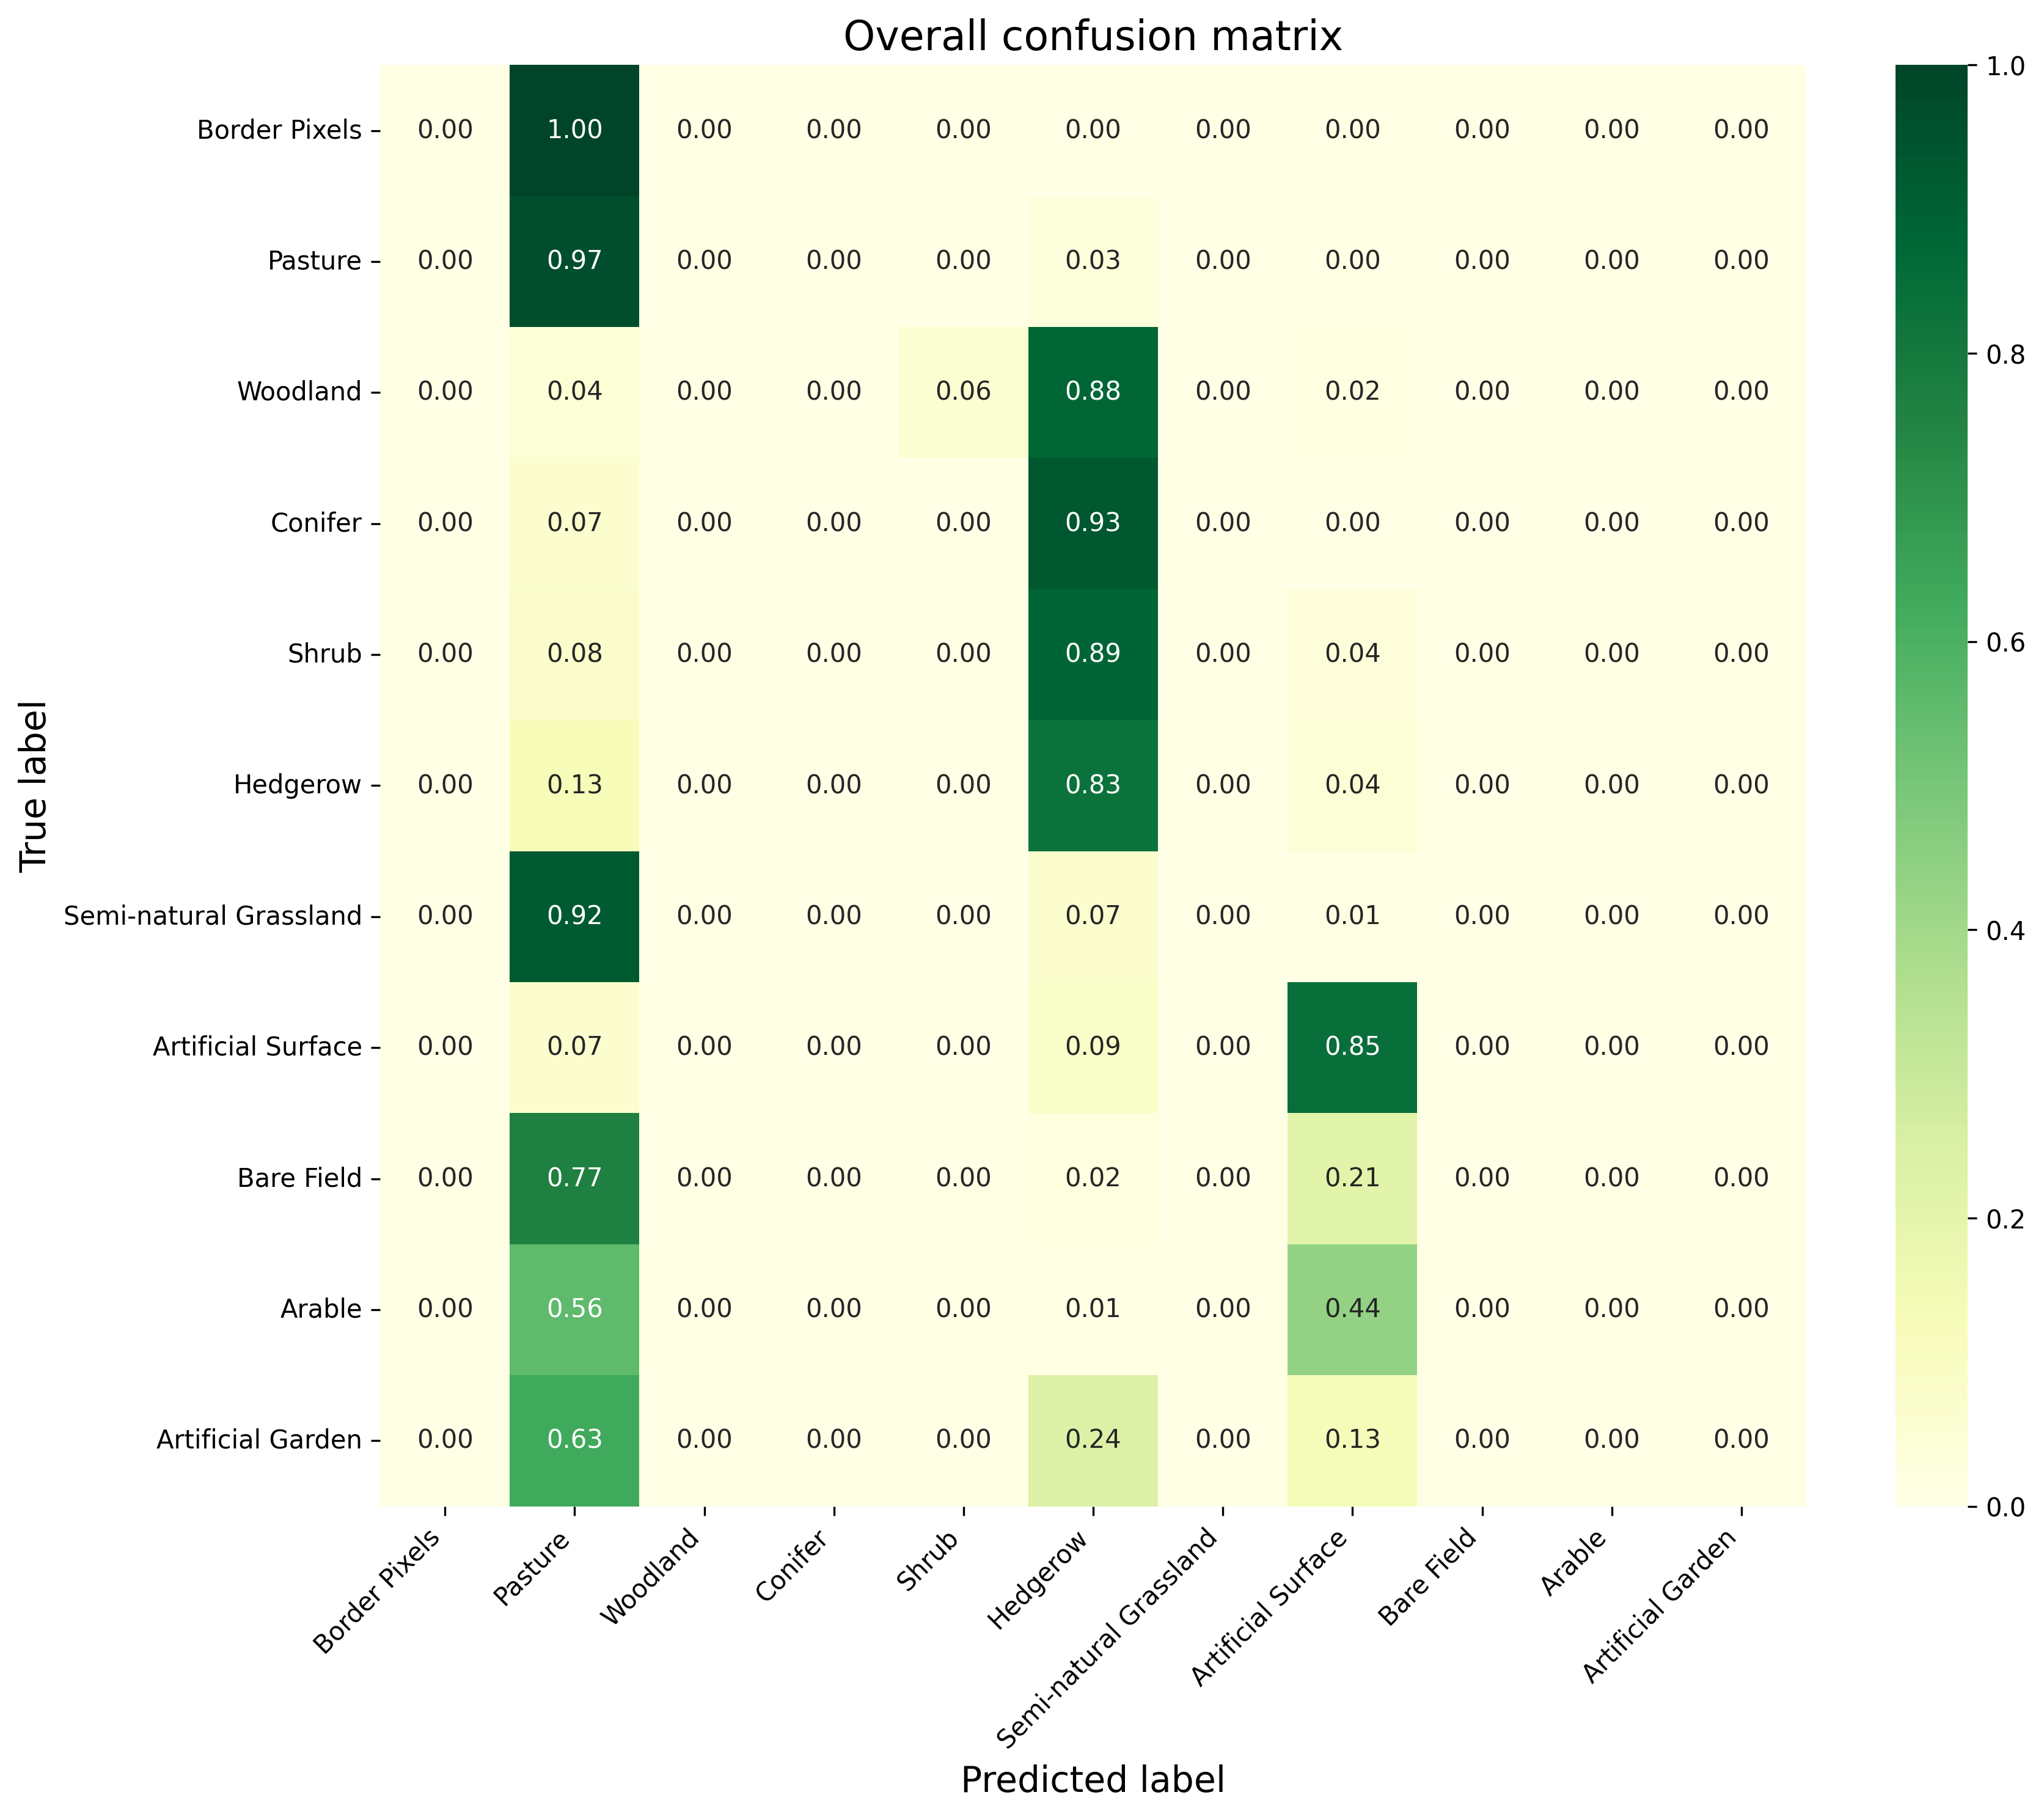 Overall confusion matrix
Border Pixels 0.00 1.00 0.00 0.00 0.00 0.00 0.00 0.00 0.00 0.00 0.00
Pasture 0.00 0.97 0.00 0.00 0.00 0.03 0.00 0.00 0.00 0.00 0.00
Woodland 0.00 0.04 0.00 0.00 0.06 0.88 0.00 0.02 0.00 0.00 0.00
Conifer 0.00 0.07 0.00 0.00 0.00 0.93 0.00 0.00 0.00 0.00 0.00
Shrub 0.00 0.08 0.00 0.00 0.00 0.89 0.00 0.04 0.00 0.00 0.00
Hedgerow 0.00 0.13 0.00 0.00 0.00 0.83 0.00 0.04 0.00 0.00 0.00
Semi-natural Grassland 0.00 0.92 0.00 0.00 0.00 0.07 0.00 0.01 0.00 0.00 0.00
Artificial Surface 0.00 0.07 0.00 0.00 0.00 0.09 0.00 0.85 0.00 0.00 0.00
Bare Field 0.00 0.77 0.00 0.00 0.00 0.02 0.00 0.21 0.00 0.00 0.00
Arable 0.00 0.56 0.00 0.00 0.00 0.01 0.00 0.44 0.00 0.00 0.00
Artificial Garden 0.00 0.63 0.00 0.00 0.00 0.24 0.00 0.13 0.00 0.00 0.00
True label
Border Pixels
Pasture
Woodland
Conifer
Shrub
Hedgerow
Semi-natural Grassland
Artificial Surface
Bare Field
Arable
Artificial Garden
Predicted label
1.0
0.8
0.6
0.4
0.2
0.0